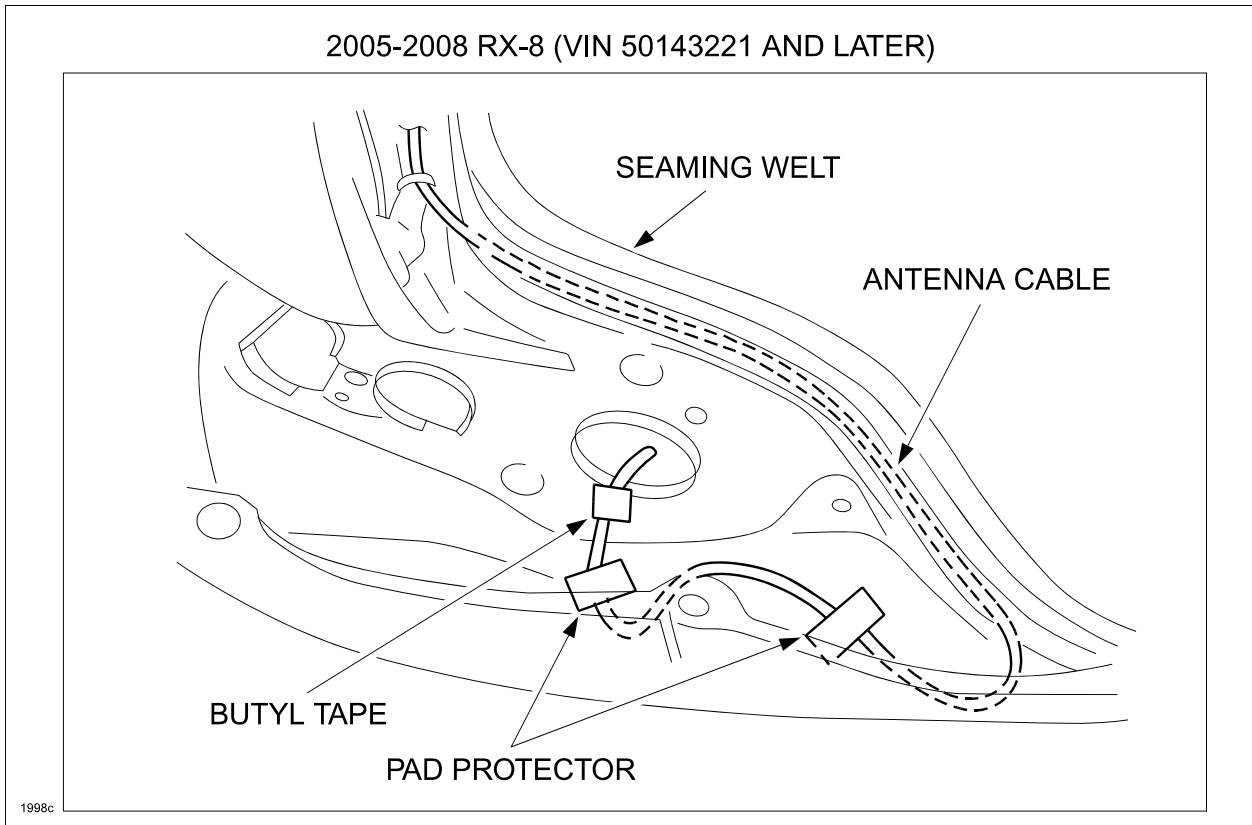 2005-2008 RX-8 (VIN 50143221 AND LATER)
SEAMING WELT
ANTENNA CABLE
BUTYL TAPE
PAD PROTECTOR
1998c